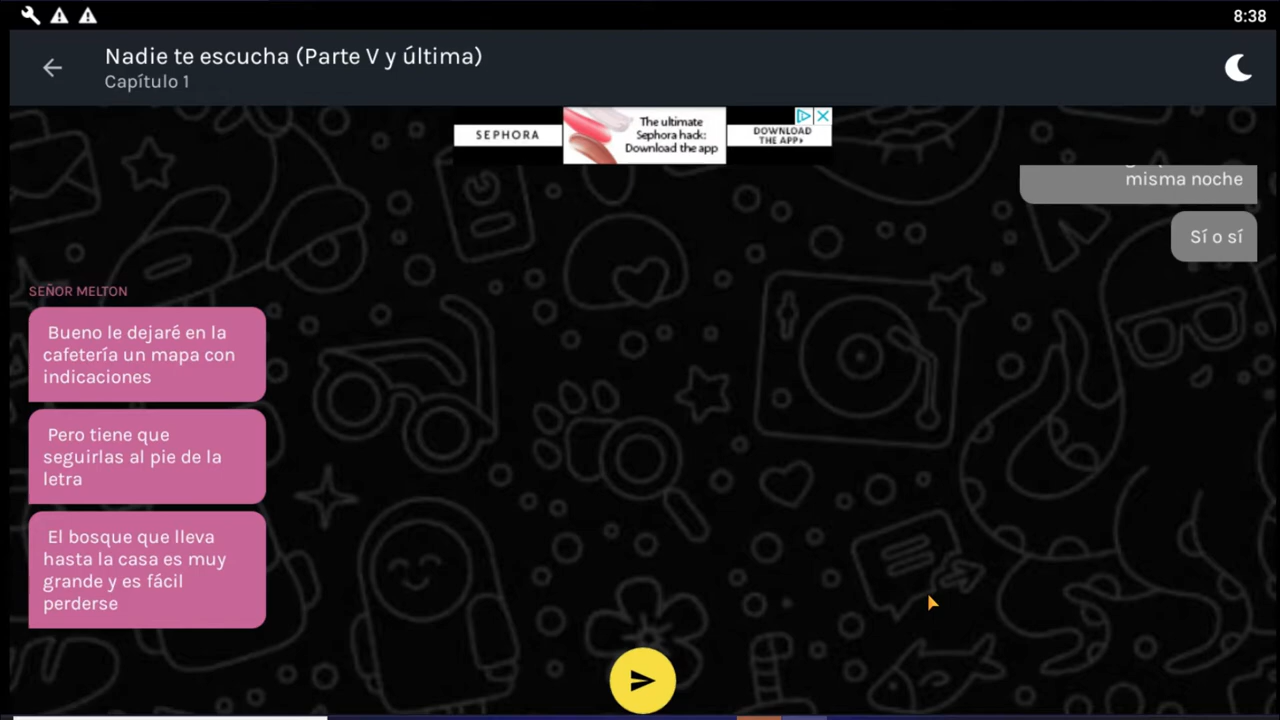 8:38
Nadie te escucha (Parte V y última)
Capítulo 1
SEPHORA
The ultimate
Sephora hack:
Download the app
DOWNLOAD
THE APP
misma noche
Sí o sí
SEÑOR MELTON
Bueno le dejaré en la
cafetería un mapa con
indicaciones
Pero tiene que
seguirlas al pie de la
letra
El bosque que lleva
hasta la casa es muy
grande y es fácil
perderse